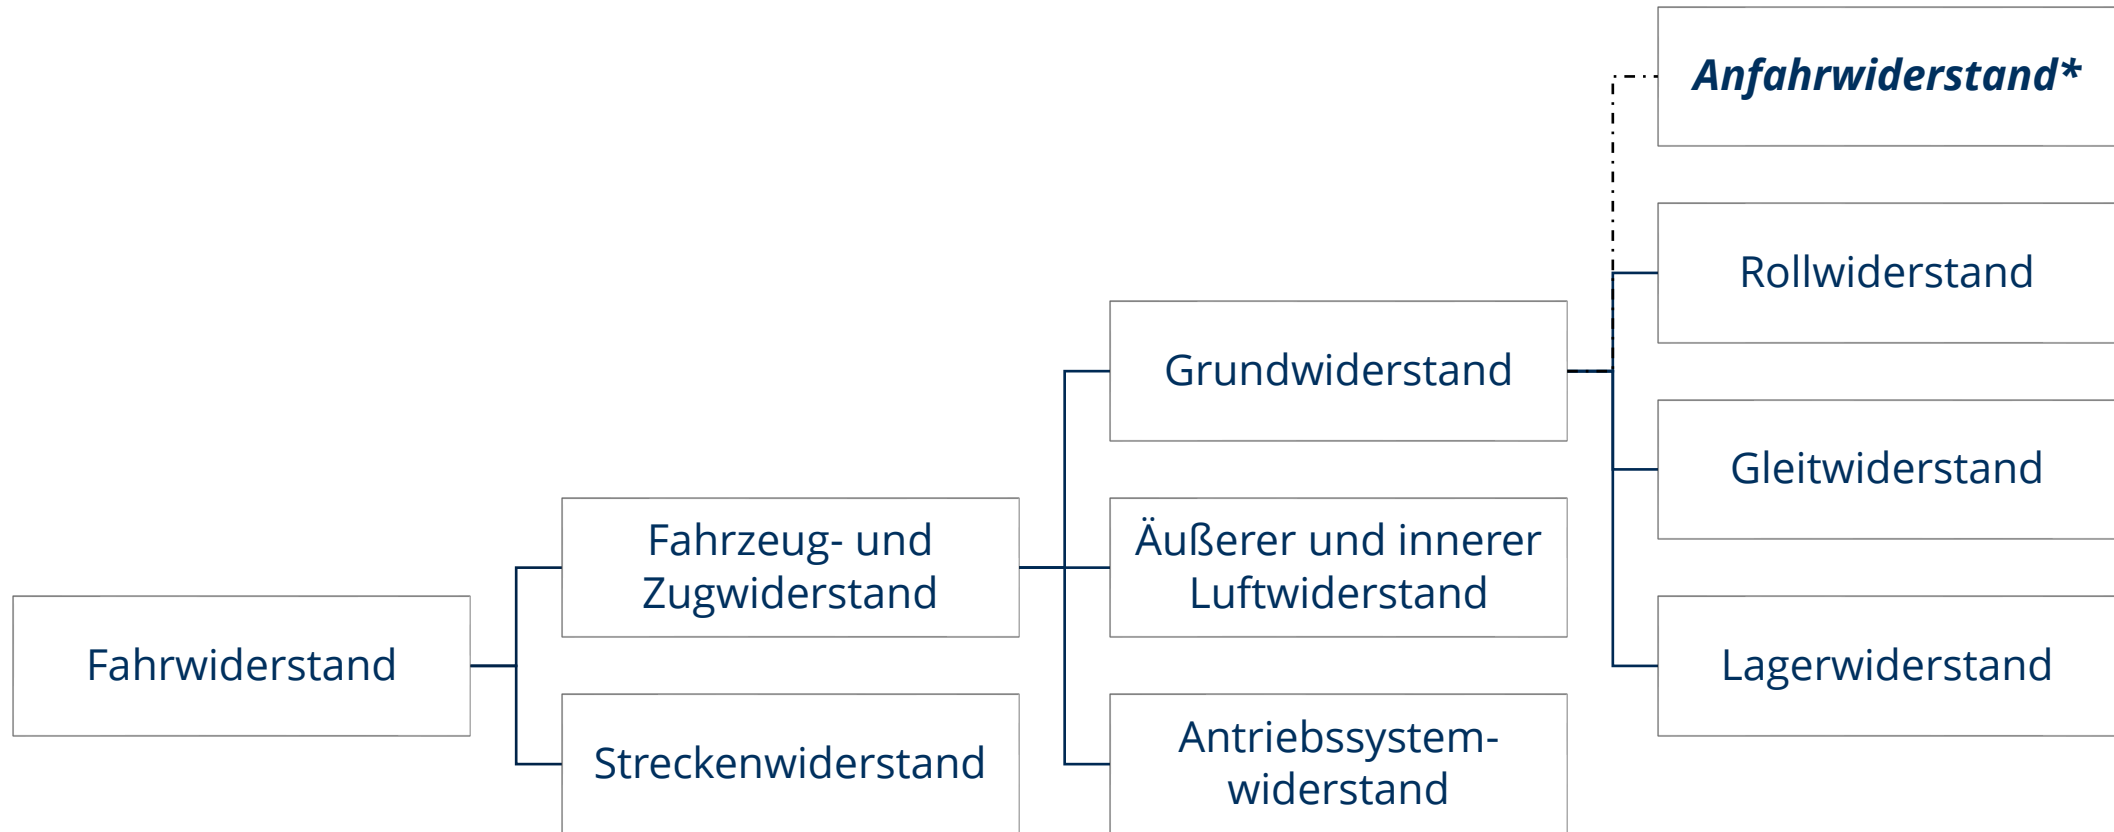 Anfahrwiderstand*
Rollwiderstand
Grundwiderstand
Gleitwiderstand
Fahrzeug- und
Zugwiderstand
Äußerer und innerer
Luftwiderstand
Fahrwiderstand
Lagerwiderstand
Streckenwiderstand
Antriebssystem-
widerstand